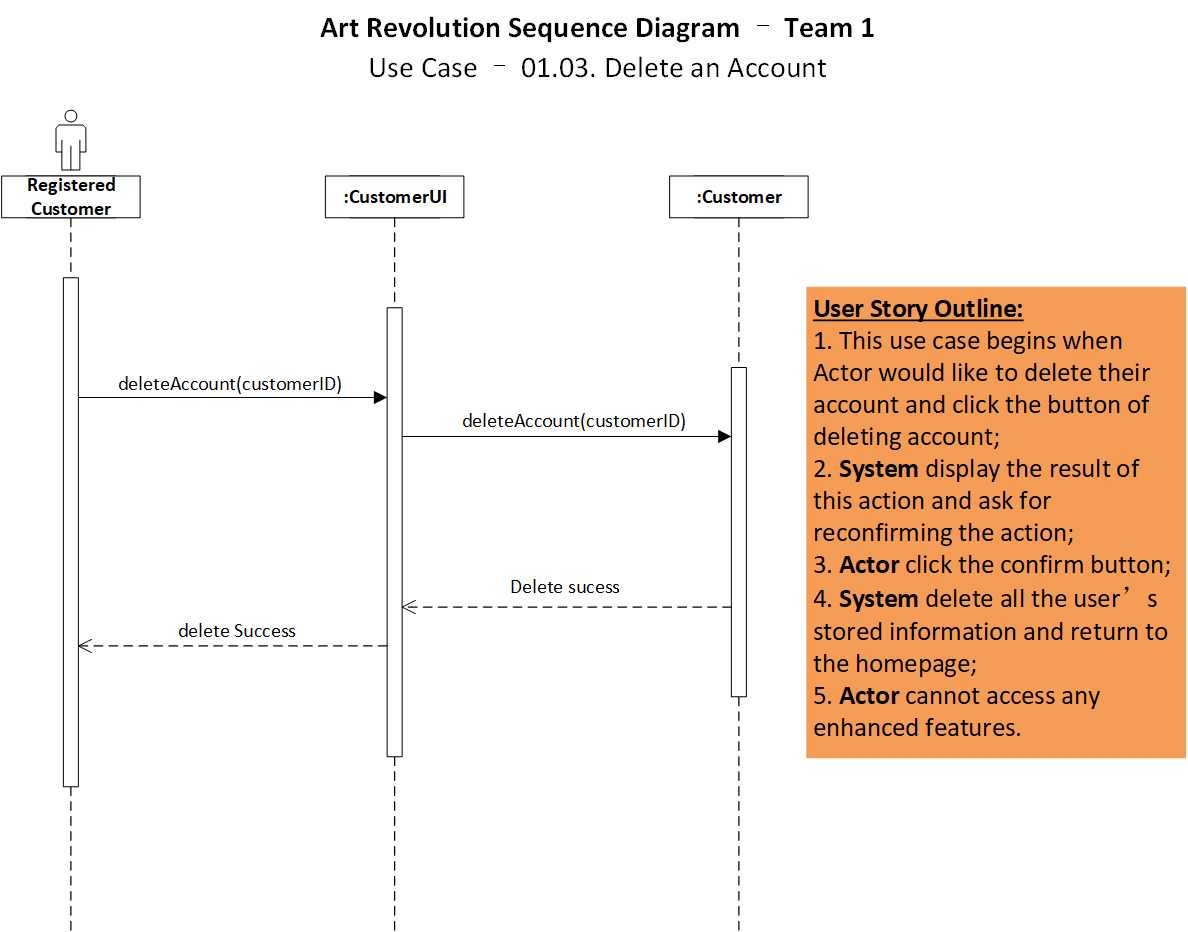 Art Revolution Sequence Diagram – Team 1
Use Case – 01.03. Delete an Account
Registered
Customer
:CustomerUI
:Customer
deleteAccount(customerID)
deleteAccount(customerID)
Delete sucess
delete Success
User Story Outline:
1. This use case begins when
Actor would like to delete their
account and click the button of
deleting account;
2. System display the result of
this action and ask for
reconfirming the action;
3. Actor click the confirm button;
4. System delete all the user’s
stored information and return to
the homepage;
5. Actor cannot access any
enhanced features.